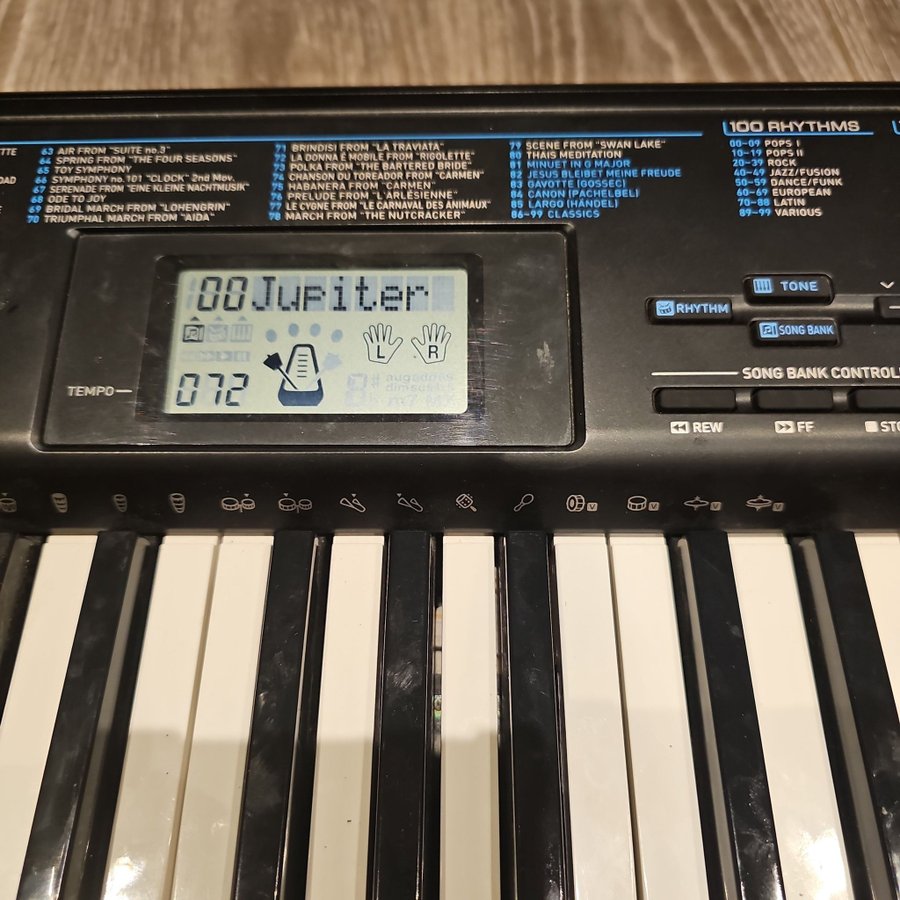 63 AIR FROM "SUITE no.3"
64 SPRING FROM "THE FOUR SEASONS"
65 TOY SYMPHONY
66 SYMPHONY no.101 "CLOCK" 2nd Mov.
67 SERENADE FROM "EINE KLEINE NACHTMUSIK"
68 ODE TO JOY
69 BRIDAL MARCH FROM "LOHENGRIN"
70 TRIUMPHAL MARCH FROM "AIDA"
71 BRINDISI FROM "LA TRAVIATA"
72 LA DONNA È MOBILE FROM "RIGOLETTE"
73 POLKA FROM "THE BARTERED BRIDE"
74 CHANSON DU TOREADOR FROM "CARMEN"
75 HABANERA FROM "CARMEN"
76 PRELUDE FROM "L'ARLÉSIENNE"
77 LE CYGNE FROM "LE CARNAVAL DES ANIMAUX"
78 MARCH FROM "THE NUTCRACKER"
79 SCENE FROM "SWAN LAKE"
80 THAIS MEDITATION
81 MINUET IN G MAJOR
82 JESUS BLEIBET MEINE FREUDE
83 GAVOTTE (GOSSEC)
84 CANON (PACHELBEL)
85 LARGO (HÄNDEL)
86-99 CLASSICS
100 RHYTHMS
00-09 POPS I
10-19 POPS II
20-39 ROCK
40-49 JAZZ/FUSION
50-59 DANCE/FUNK
60-69 EUROPEAN
70-88 LATIN
89-99 VARIOUS
00 Jupiter
L R
TEMPO
072
TONE
RHYTHM
SONG BANK
SONG BANK CONTROL
REW
FF
STO
V
V
V
V